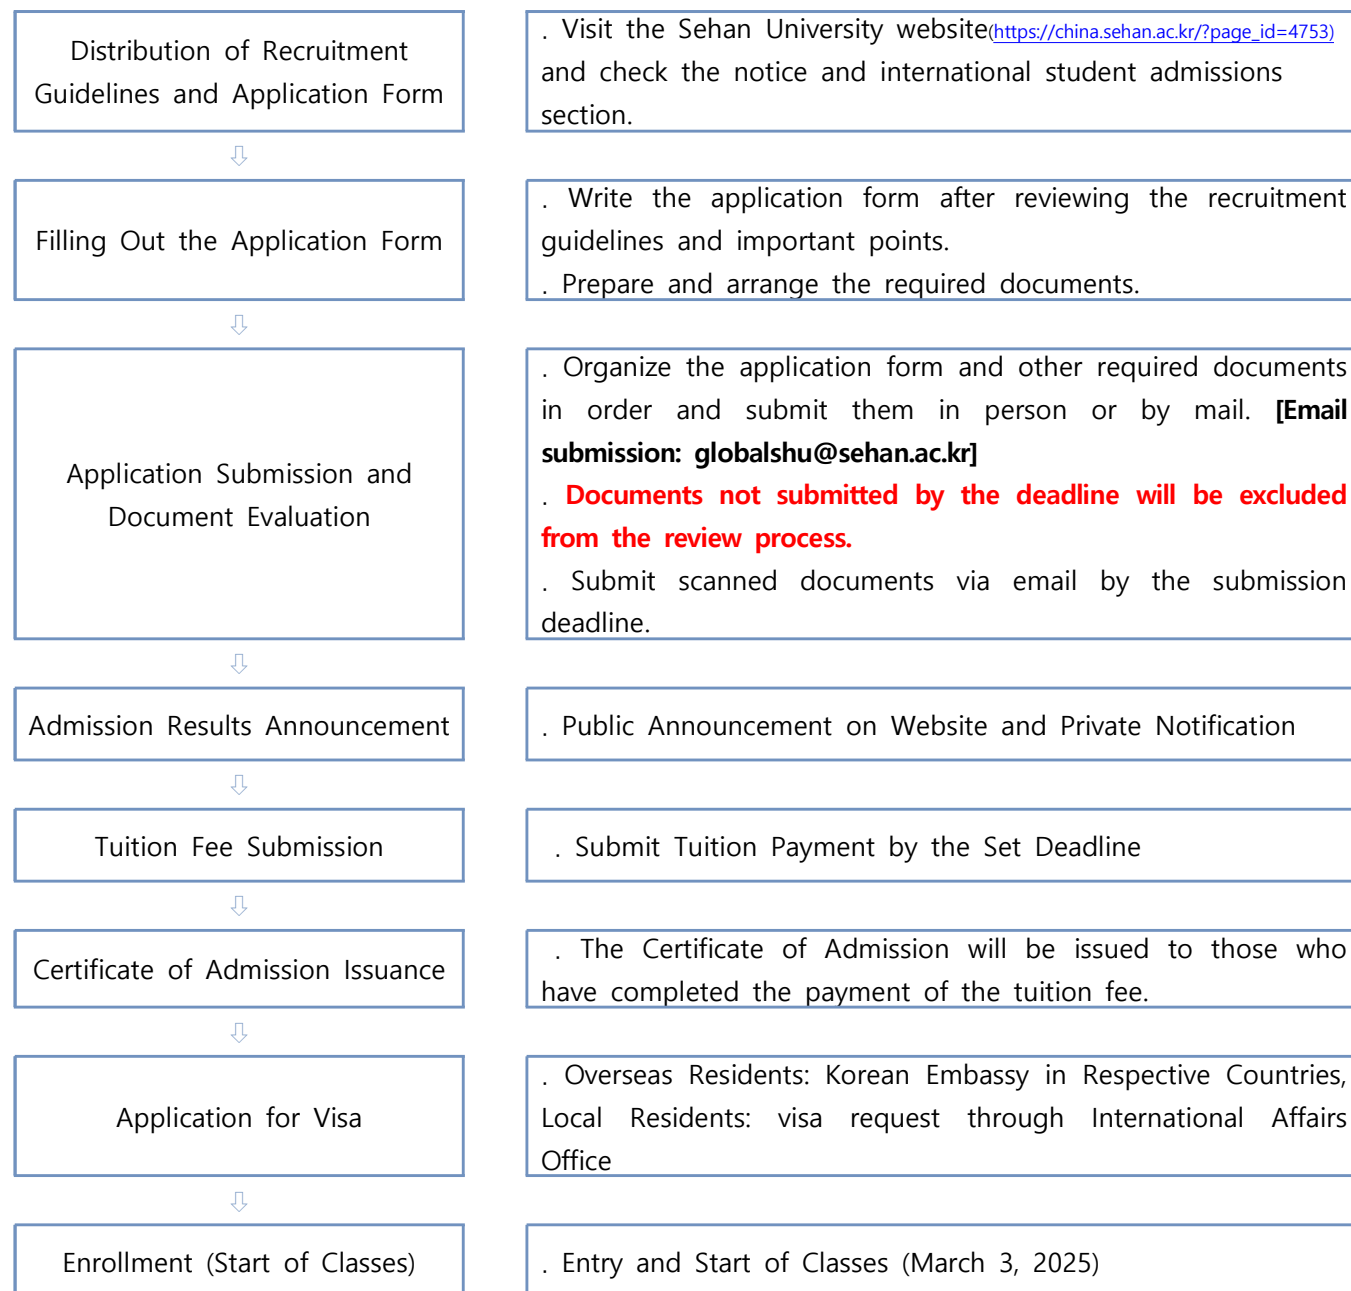 Distribution of Recruitment
Guidelines and Application Form
. Visit the Sehan University website(https://china.sehan.ac.kr/?page_id=4753)
and check the notice and international student admissions
section.
⇩
Filling Out the Application Form
. Write the application form after reviewing the recruitment
guidelines and important points.
. Prepare and arrange the required documents.
⇩
Application Submission and
Document Evaluation
. Organize the application form and other required documents
in order and submit them in person or by mail. [Email
submission: globalshu@sehan.ac.kr]
. Documents not submitted by the deadline will be excluded
from the review process.
. Submit scanned documents via email by the submission
deadline.
⇩
Admission Results Announcement
. Public Announcement on Website and Private Notification
⇩
Tuition Fee Submission
. Submit Tuition Payment by the Set Deadline
⇩
Certificate of Admission Issuance
. The Certificate of Admission will be issued to those who
have completed the payment of the tuition fee.
⇩
Application for Visa
. Overseas Residents: Korean Embassy in Respective Countries,
Local Residents: visa request through International Affairs
Office
⇩
Enrollment (Start of Classes)
. Entry and Start of Classes (March 3, 2025)